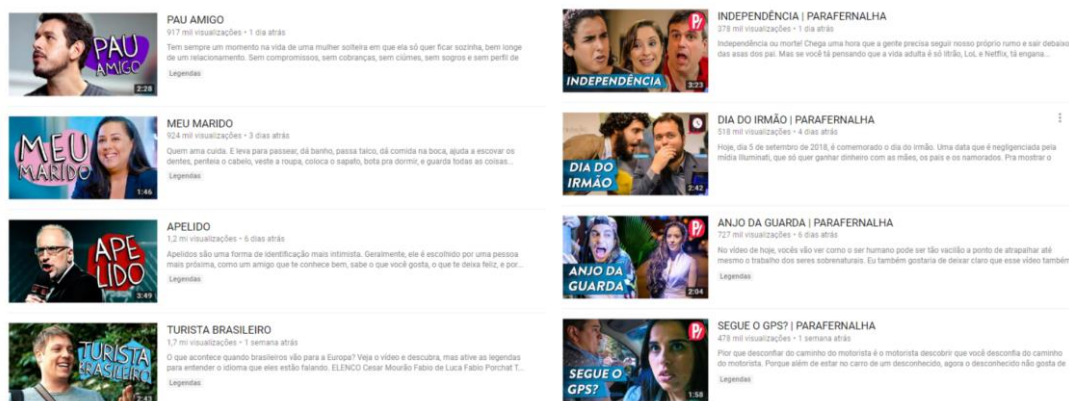 PAU
AMIGO
2:28
PAU AMIGO
917 mil visualizações • 1 dia atrás
Tem sempre um momento na vida de uma mulher solteira em que ela só quer ficar sozinha, bem longe
de um relacionamento. Sem compromissos, sem cobranças, sem ciúmes, sem sogros e sem perfil de
Legendas
MEU
MARIDO
1:46
MEU MARIDO
924 mil visualizações • 3 dias atrás
Quem ama cuida. E leva para passear, dá banho, passa talco, dá comida na boca, ajuda a escovar os
dentes, penteia o cabelo, veste a roupa, coloca o sapato, bota pra dormir, e guarda todas as coisas...
Legendas
APE
LIDO
3:49
APELIDO
1,2 mi visualizações • 6 dias atrás
Apelidos são uma forma de identificação mais intimista. Geralmente, ele é escolhido por uma pessoa
mais próxima, como um amigo que te conhece bem, sabe o que você gosta, o que te deixa feliz, e por...
Legendas
TURISTA
BRASILEIRO
2:43
TURISTA BRASILEIRO
1,7 mi visualizações • 1 semana atrás
O que acontece quando brasileiros vão para a Europa? Veja o vídeo e descubra, mas ative as legendas
para entender o idioma que eles estão falando. ELENCO Cesar Mourão Fabio de Luca Fabio Porchat T...
Legendas
INDEPENDÊNCIA
3:23
INDEPENDÊNCIA | PARAFERNALHA
378 mil visualizações • 1 dia atrás
Independência ou morte! Chega uma hora que a gente precisa seguir nosso próprio rumo e sair debaixo
das asas dos pai. Mas se você tá pensando que a vida adulta é só litrão, LoL e Netflix, tá engana...
DIA DO
IRMÃO
2:42
DIA DO IRMÃO | PARAFERNALHA
518 mil visualizações • 4 dias atrás
Hoje, dia 5 de setembro de 2018, é comemorado o dia do irmão. Uma data que é negligenciada pela
mídia Illuminati, que só quer ganhar dinheiro com as mães, os pais e os namorados. Pra mostrar o
ANJO DA
GUARDA
2:04
ANJO DA GUARDA | PARAFERNALHA
727 mil visualizações • 6 dias atrás
No vídeo de hoje, vocês vão ver como o ser humano pode ser tão vacilão a ponto de atrapalhar até
mesmo o trabalho dos seres sobrenaturais. Eu também gostaria de deixar claro que esse vídeo também
Legendas
SEGUE O
GPS?
1:58
SEGUE O GPS? | PARAFERNALHA
478 mil visualizações • 1 semana atrás
Pior que desconfiar do caminho do motorista é o motorista descobrir que você desconfia do caminho
do motorista. Porque além de estar no carro de um desconhecido, agora o desconhecido não gosta de
Legendas